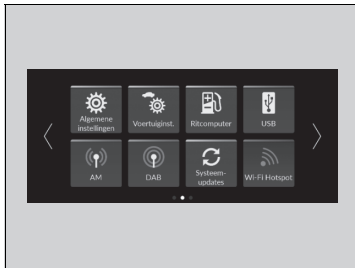 Algemene
instellingen
Voertuiginst.
Ritcomputer
USB
AM
DAB
Systeem-
updates
Wi-Fi Hotspot